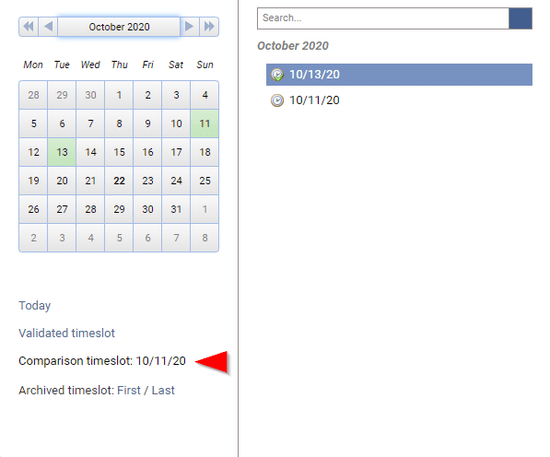 October 2020
Mon Tue Wed Thu Fri Sat Sun
28 29 30 1 2 3 4
5 6 7 8 9 10 11
12 13 14 15 16 17 18
19 20 21 22 23 24 25
26 27 28 29 30 31 1
2 3 4 5 6 7 8
Today
Validated timeslot
Comparison timeslot: 10/11/20
Archived timeslot: First / Last
Search...
October 2020
10/13/20
10/11/20